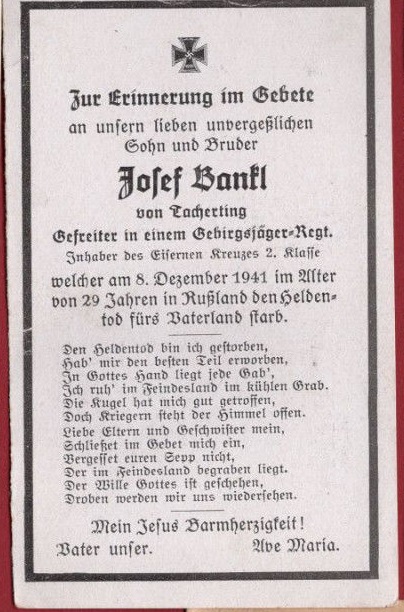 Zur Erinnerung im Gebete
an unsern lieben unvergeßlichen
Sohn und Bruder
Josef Bankl
von Tacherting
Gefreiter in einem Gebirgsjäger-Regt.
Inhaber des Eisernen Kreuzes 2. Klasse
welcher am 8. Dezember 1941 im Alter
von 29 Jahren in Rußland den Helden-
tod fürs Vaterland starb.
Den Heldentod bin ich gestorben,
Hab' mir den besten Teil erworben,
In Gottes Hand liegt jede Gab',
Ich ruh' im Feindesland im kühlen Grab.
Die Kugel hat mich gut getroffen,
Doch Kriegern steht der Himmel offen.
Liebe Eltern und Geschwister mein,
Schließet im Gebet mich ein,
Vergesset euren Sepp nicht,
Der im Feindesland begraben liegt.
Der Wille Gottes ist geschehen,
Droben werden wir uns wiedersehen.
Mein Jesus Barmherzigkeit!
Vater unser. Ave Maria.